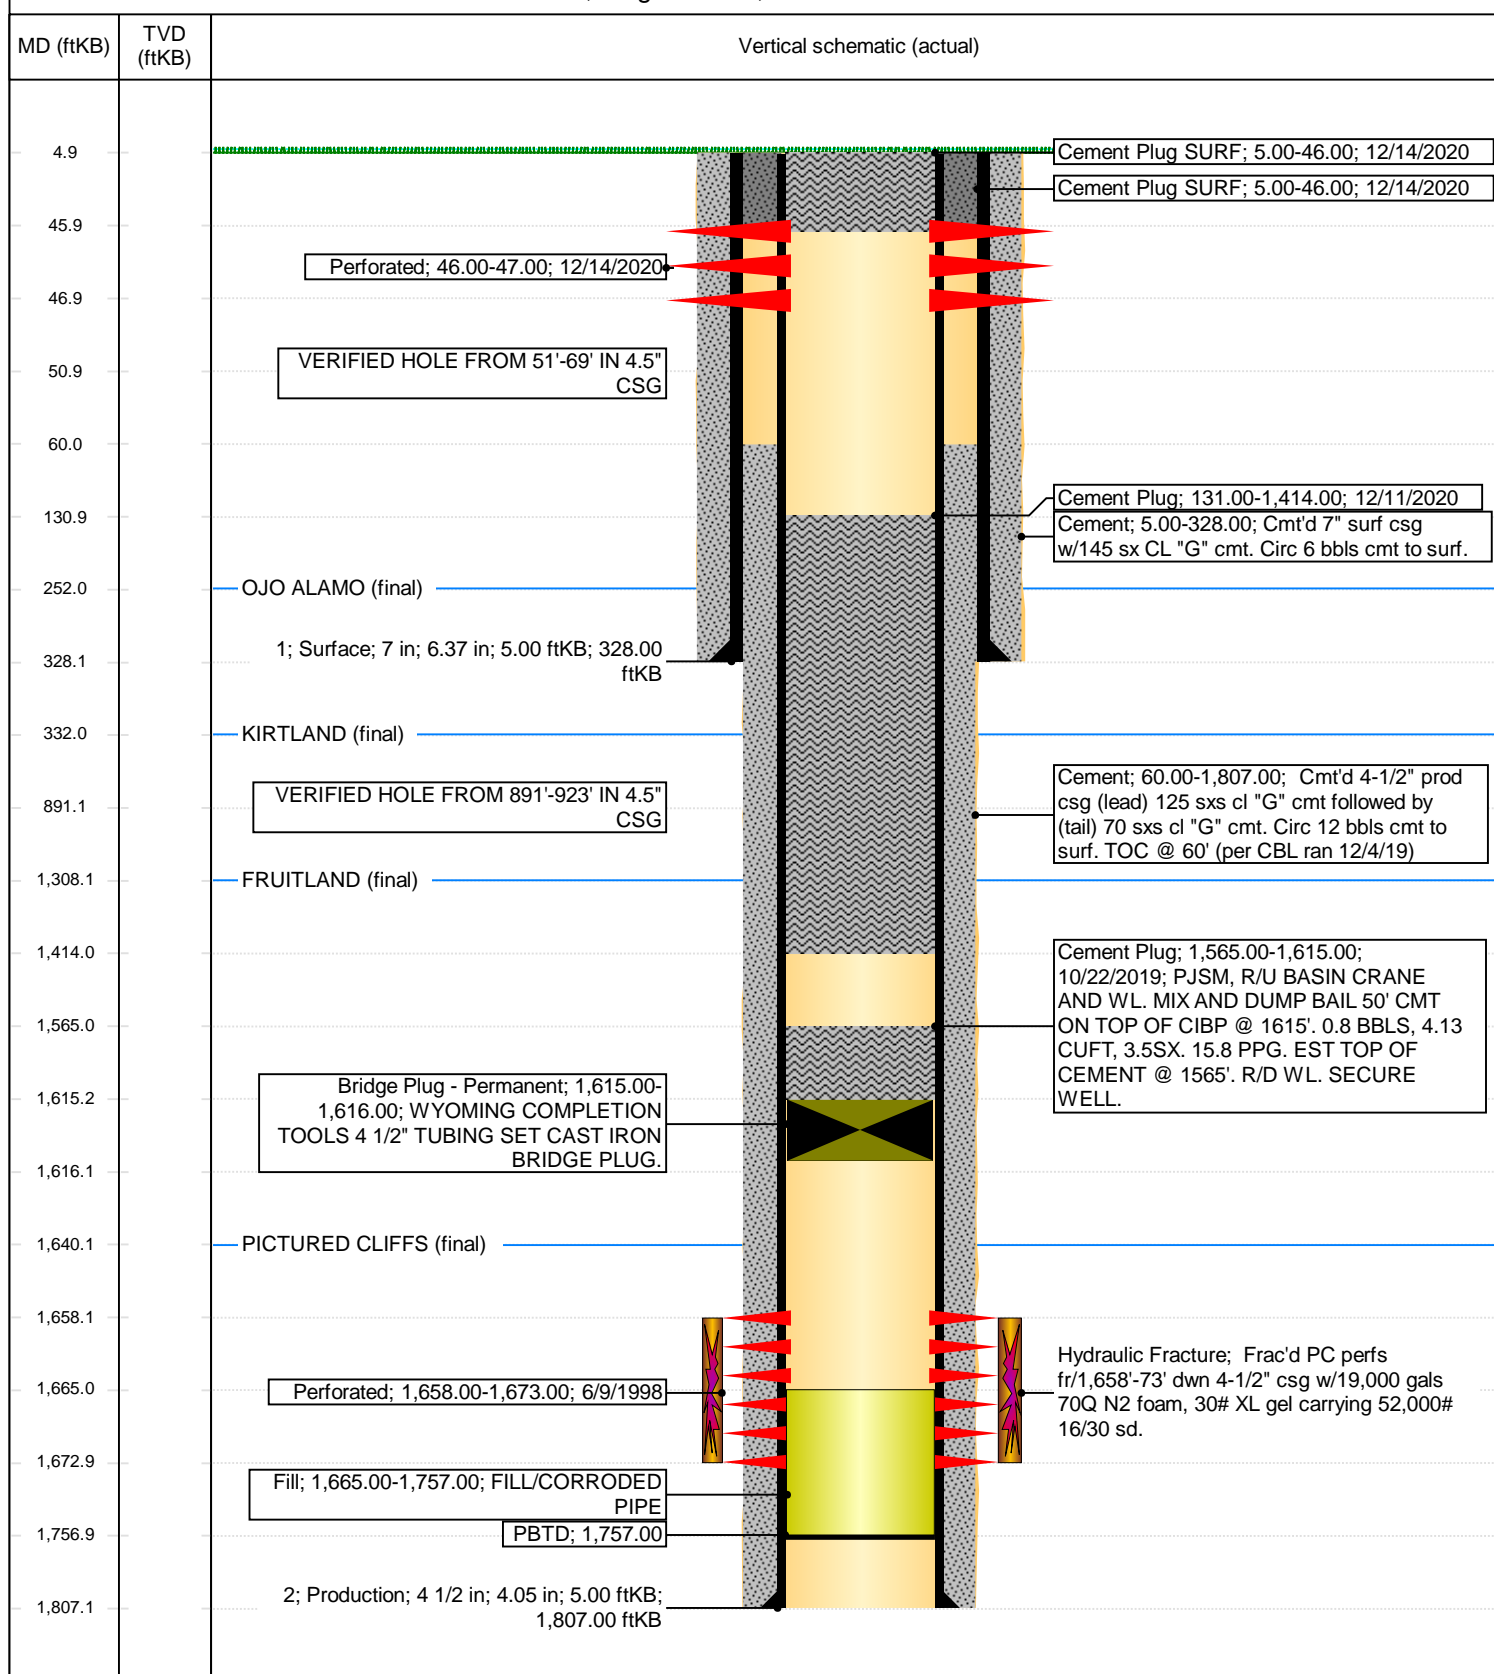 MD (ftKB)
TVD
(ftKB)
Vertical schematic (actual)
4.9
Cement Plug SURF; 5.00-46.00; 12/14/2020
Cement Plug SURF; 5.00-46.00; 12/14/2020
45.9
Perforated; 46.00-47.00; 12/14/2020
46.9
VERIFIED HOLE FROM 51'-69' IN 4.5"
CSG
50.9
60.0
Cement Plug; 131.00-1,414.00; 12/11/2020
130.9
Cement; 5.00-328.00; Cmt'd 7" surf csg
w/145 sx CL "G" cmt. Circ 6 bbls cmt to surf.
252.0
OJO ALAMO (final)
1; Surface; 7 in; 6.37 in; 5.00 ftKB; 328.00
ftKB
328.1
332.0
KIRTLAND (final)
Cement; 60.00-1,807.00; Cmt'd 4-1/2" prod
csg (lead) 125 sxs cl "G" cmt followed by
(tail) 70 sxs cl "G" cmt. Circ 12 bbls cmt to
surf. TOC @ 60' (per CBL ran 12/4/19)
VERIFIED HOLE FROM 891'-923' IN 4.5"
CSG
891.1
1,308.1
FRUITLAND (final)
1,414.0
Cement Plug; 1,565.00-1,615.00;
10/22/2019; PJSM, R/U BASIN CRANE
AND WL. MIX AND DUMP BAIL 50' CMT
ON TOP OF CIBP @ 1615'. 0.8 BBLS, 4.13
CUFT, 3.5SX. 15.8 PPG. EST TOP OF
CEMENT @ 1565'. R/D WL. SECURE
WELL.
1,565.0
Bridge Plug - Permanent; 1,615.00-
1,616.00; WYOMING COMPLETION
TOOLS 4 1/2" TUBING SET CAST IRON
BRIDGE PLUG.
1,615.2
1,616.1
1,640.1
PICTURED CLIFFS (final)
1,658.1
Hydraulic Fracture; Frac'd PC perfs
fr/1,658'-73' dwn 4-1/2" csg w/19,000 gals
70Q N2 foam, 30# XL gel carrying 52,000#
16/30 sd.
1,665.0
Perforated; 1,658.00-1,673.00; 6/9/1998
1,672.9
Fill; 1,665.00-1,757.00; FILL/CORRODED
PIPE
1,756.9
PBTD; 1,757.00
2; Production; 4 1/2 in; 4.05 in; 5.00 ftKB;
1,807.00 ftKB
1,807.1